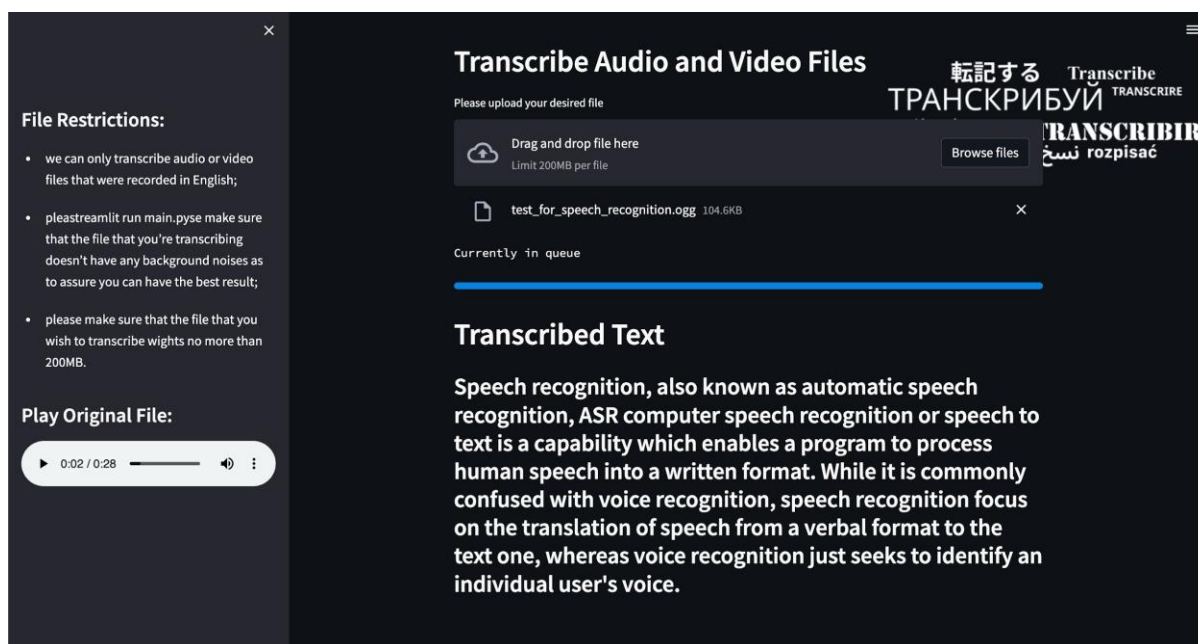 ×
File Restrictions:
• we can only transcribe audio or video
files that were recorded in English;
• pleastreamlit run main.pyse make sure
that the file that you're transcribing
doesn't have any background noises as
to assure you can have the best result;
• please make sure that the file that you
wish to transcribe wights no more than
200MB.
Play Original File:
0:02 / 0:28
Transcribe Audio and Video Files
転記する Transcribe
ТРАНСКРИБУЙ TRANSCRIRE
TRANSCRIBIR
نسخ rozpisać
Please upload your desired file
Drag and drop file here
Limit 200MB per file
Browse files
test_for_speech_recognition.ogg 104.6KB
×
Currently in queue
Transcribed Text
Speech recognition, also known as automatic speech
recognition, ASR computer speech recognition or speech to
text is a capability which enables a program to process
human speech into a written format. While it is commonly
confused with voice recognition, speech recognition focus
on the translation of speech from a verbal format to the
text one, whereas voice recognition just seeks to identify an
individual user's voice.